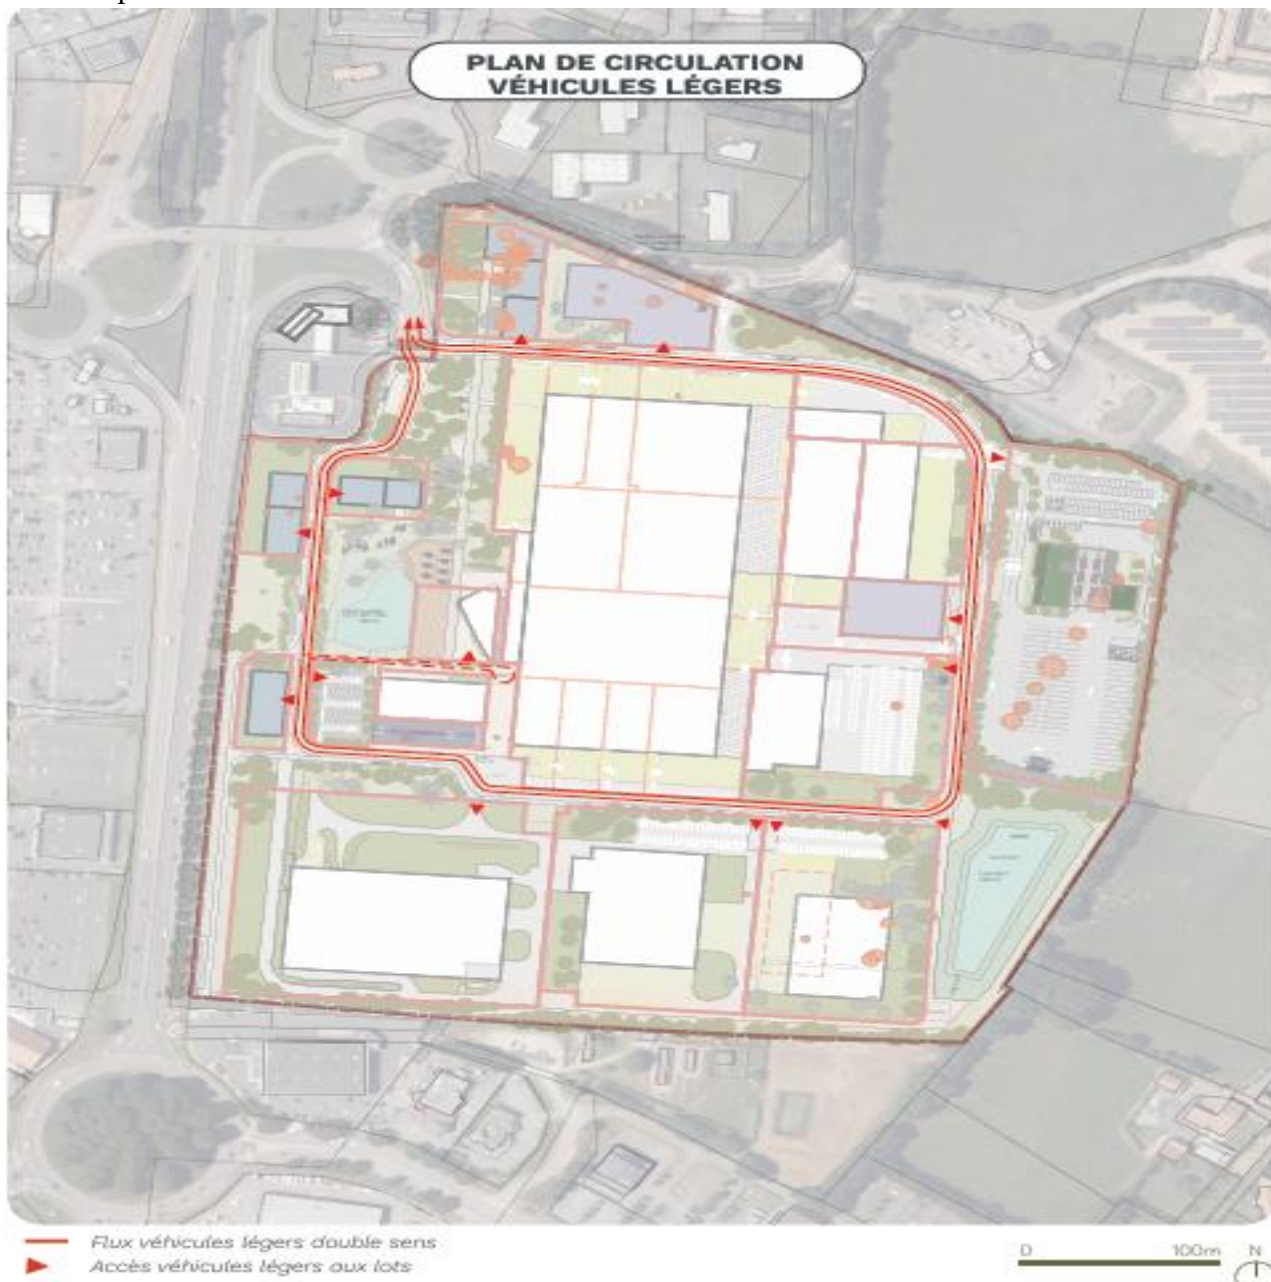 PLAN DE CIRCULATION
VÉHICULES LÉGERS
Flux véhicules légers double sens
Accès véhicules légers aux lots
0 100m N